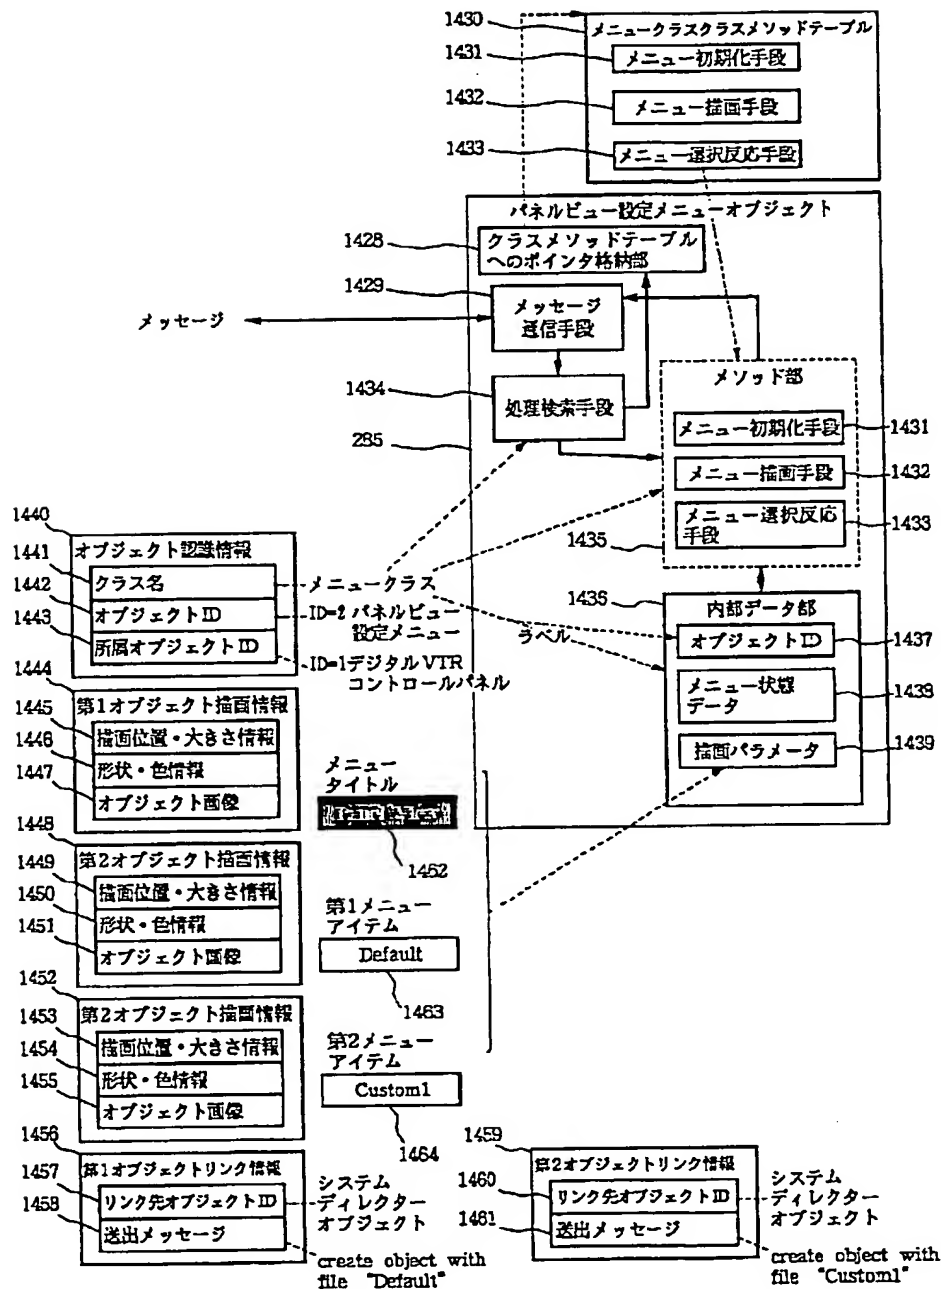 1430
メニュークラスクラスメソッドテーブル
1431
メニュー初期化手段
1432
メニュー描画手段
1433
メニュー選択反応手段
パネルビュー設定メニューオブジェクト
1428
クラスメソッドテーブル
へのポインタ格納部
1429
メッセージ
通信手段
メッセージ
1434
処理検索手段
285
メソッド部
メニュー初期化手段
1431
メニュー描画手段
1432
メニュー選択反応
手段
1433
1435
1436
内部データ部
オブジェクトID
1437
メニュー状態
データ
1438
描画パラメータ
1439
1440
オブジェクト認識情報
1441
クラス名
メニュークラス
1442
オブジェクトID
ID=2 パネルビュー
設定メニュー
1443
所属オブジェクトID
ID=1デジタルVTR
コントロールパネル
ラベル
1444
第1オブジェクト描画情報
1445
描画位置・大きさ情報
1446
形状・色情報
1447
オブジェクト画像
メニュー
タイトル
1462
1448
第2オブジェクト描画情報
1449
描画位置・大きさ情報
1450
形状・色情報
1451
オブジェクト画像
第1メニュー
アイテム
Default
1463
1452
第2オブジェクト描画情報
1453
描画位置・大きさ情報
1454
形状・色情報
1455
オブジェクト画像
第2メニュー
アイテム
Custom1
1464
1456
第1オブジェクトリンク情報
1457
リンク先オブジェクトID
1458
送出メッセージ
システム
ディレクター
オブジェクト
create object with
file "Default"
1459
第2オブジェクトリンク情報
1460
リンク先オブジェクトID
1461
送出メッセージ
システム
ディレクター
オブジェクト
create object with
file "Custom1"